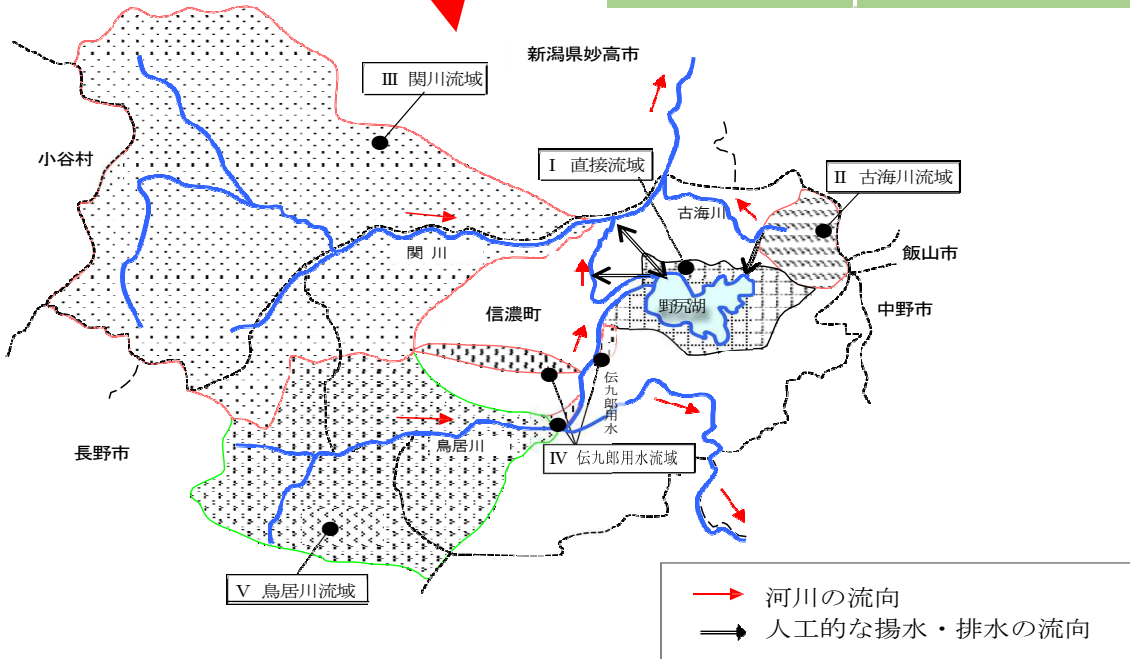 新潟県妙高市
Ⅲ 関川流域
小谷村
Ⅰ 直接流域
Ⅱ 古海川流域
古海川
関 川
飯山市
野尻湖
中野市
信濃町
伝九郎用水
鳥居川
長野市
Ⅳ 伝九郎用水流域
Ⅴ 鳥居川流域
河川の流向
人工的な揚水・排水の流向